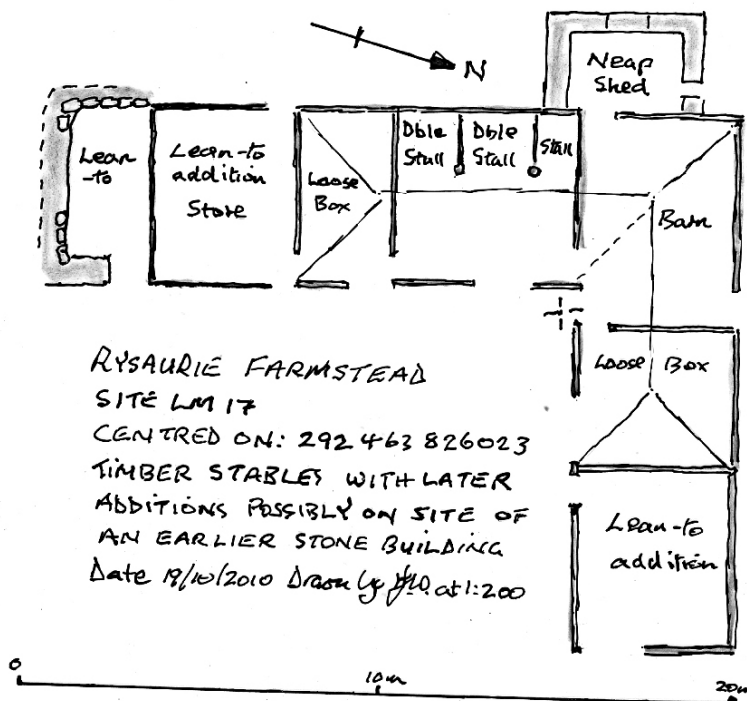 N
Neap
Shed
Lean
-to
Lean-to
addition
Store
Loose
Box
Dble
Stall
Dble
Stall
Stall
Barn
Loose Box
Lean-to
addition
RYSAURIE FARMSTEAD
SITE LM 17
CENTRED ON: 292 463 826023
TIMBER STABLES WITH LATER
ADDITIONS POSSIBLY ON SITE OF
AN EARLIER STONE BUILDING
Date 19/10/2010 Drawn by at 1:200
0 10m 20m